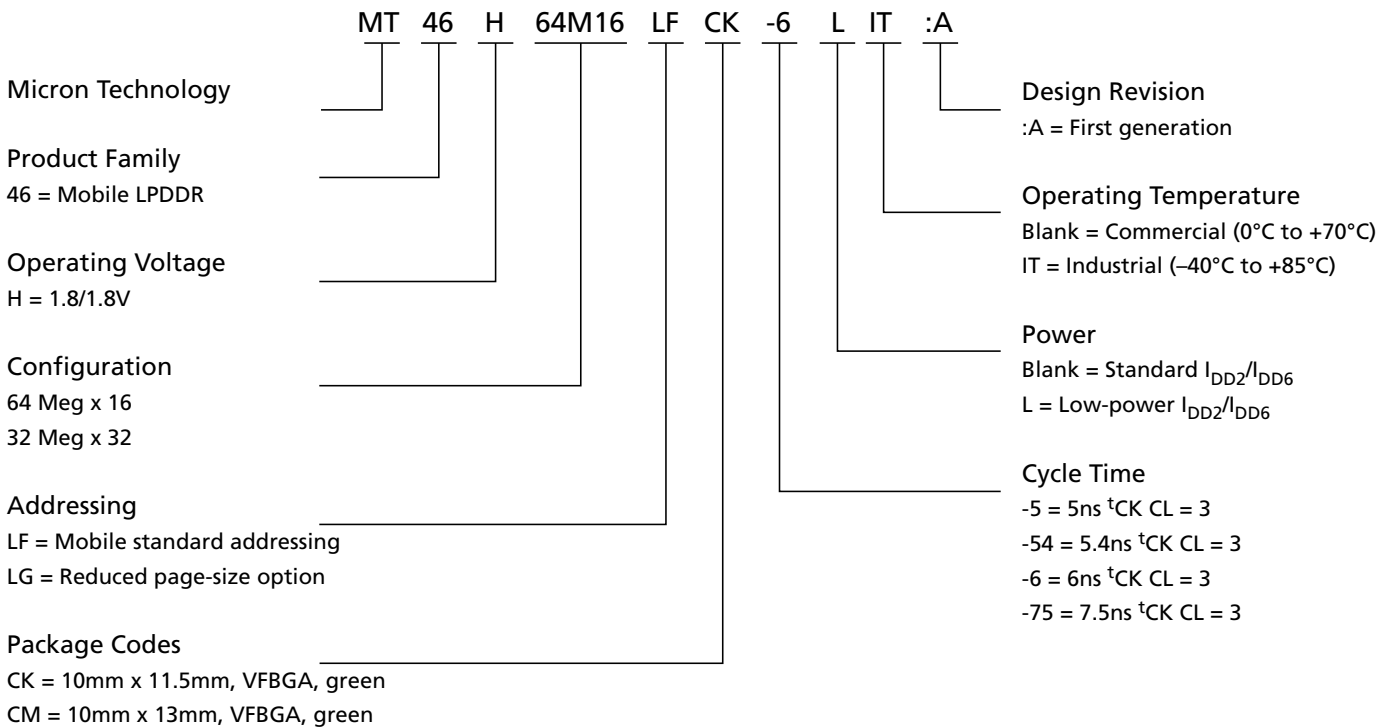 MT 46 H 64M16 LF CK -6 L IT :A
Micron Technology
Product Family
46 = Mobile LPDDR
Operating Voltage
H = 1.8/1.8V
Configuration
64 Meg x 16
32 Meg x 32
Addressing
LF = Mobile standard addressing
LG = Reduced page-size option
Package Codes
CK = 10mm x 11.5mm, VFBGA, green
CM = 10mm x 13mm, VFBGA, green
Design Revision
:A = First generation
Operating Temperature
Blank = Commercial (0°C to +70°C)
IT = Industrial (–40°C to +85°C)
Power
Blank = Standard IDD2/IDD6
L = Low-power IDD2/IDD6
Cycle Time
-5 = 5ns tCK CL = 3
-54 = 5.4ns tCK CL = 3
-6 = 6ns tCK CL = 3
-75 = 7.5ns tCK CL = 3